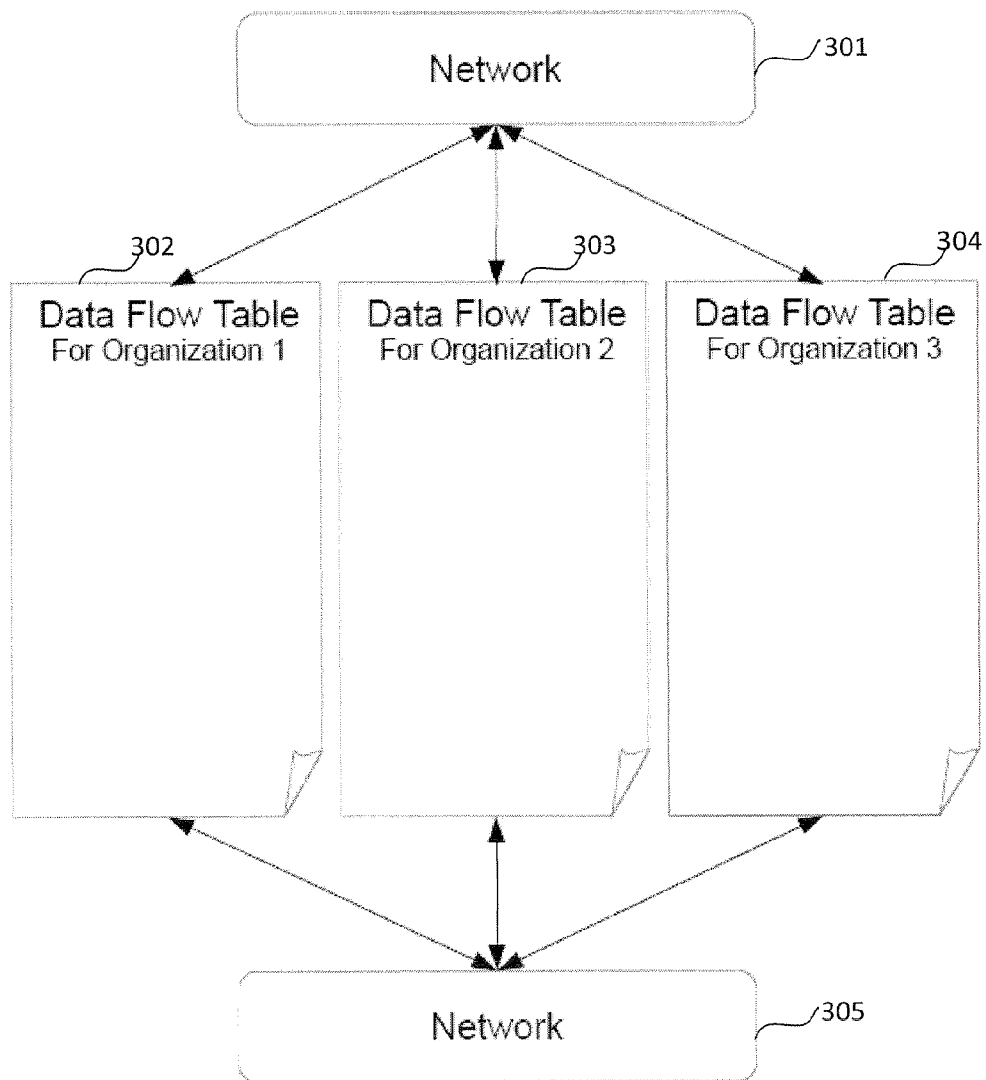 Network
301
302
303
304
Data Flow Table
For Organization 1
Data Flow Table
For Organization 2
Data Flow Table
For Organization 3
Network
305